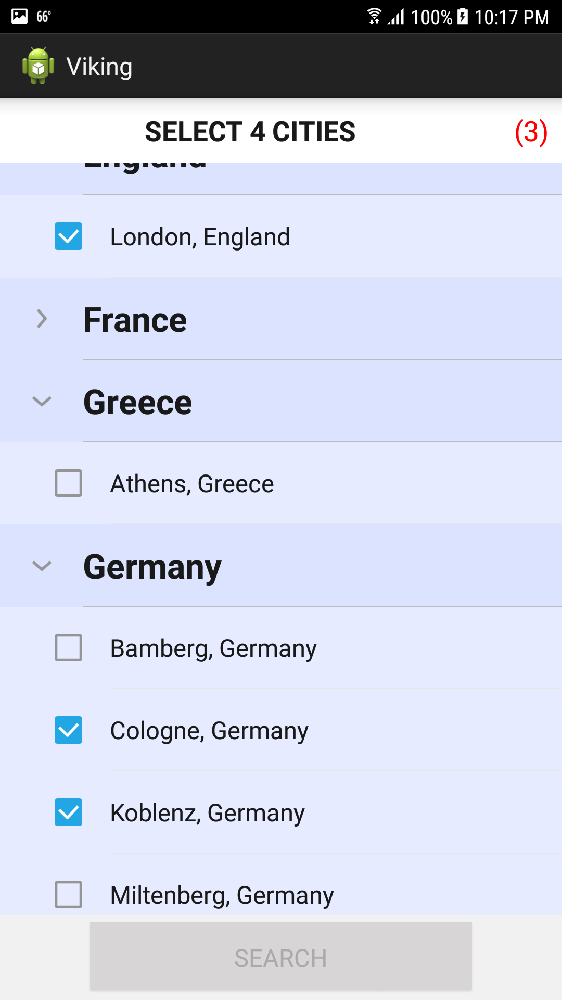 66° 100% 10:17 PM
Viking
SELECT 4 CITIES (3)
England
London, England
France
Greece
Athens, Greece
Germany
Bamberg, Germany
Cologne, Germany
Koblenz, Germany
Miltenberg, Germany
SEARCH